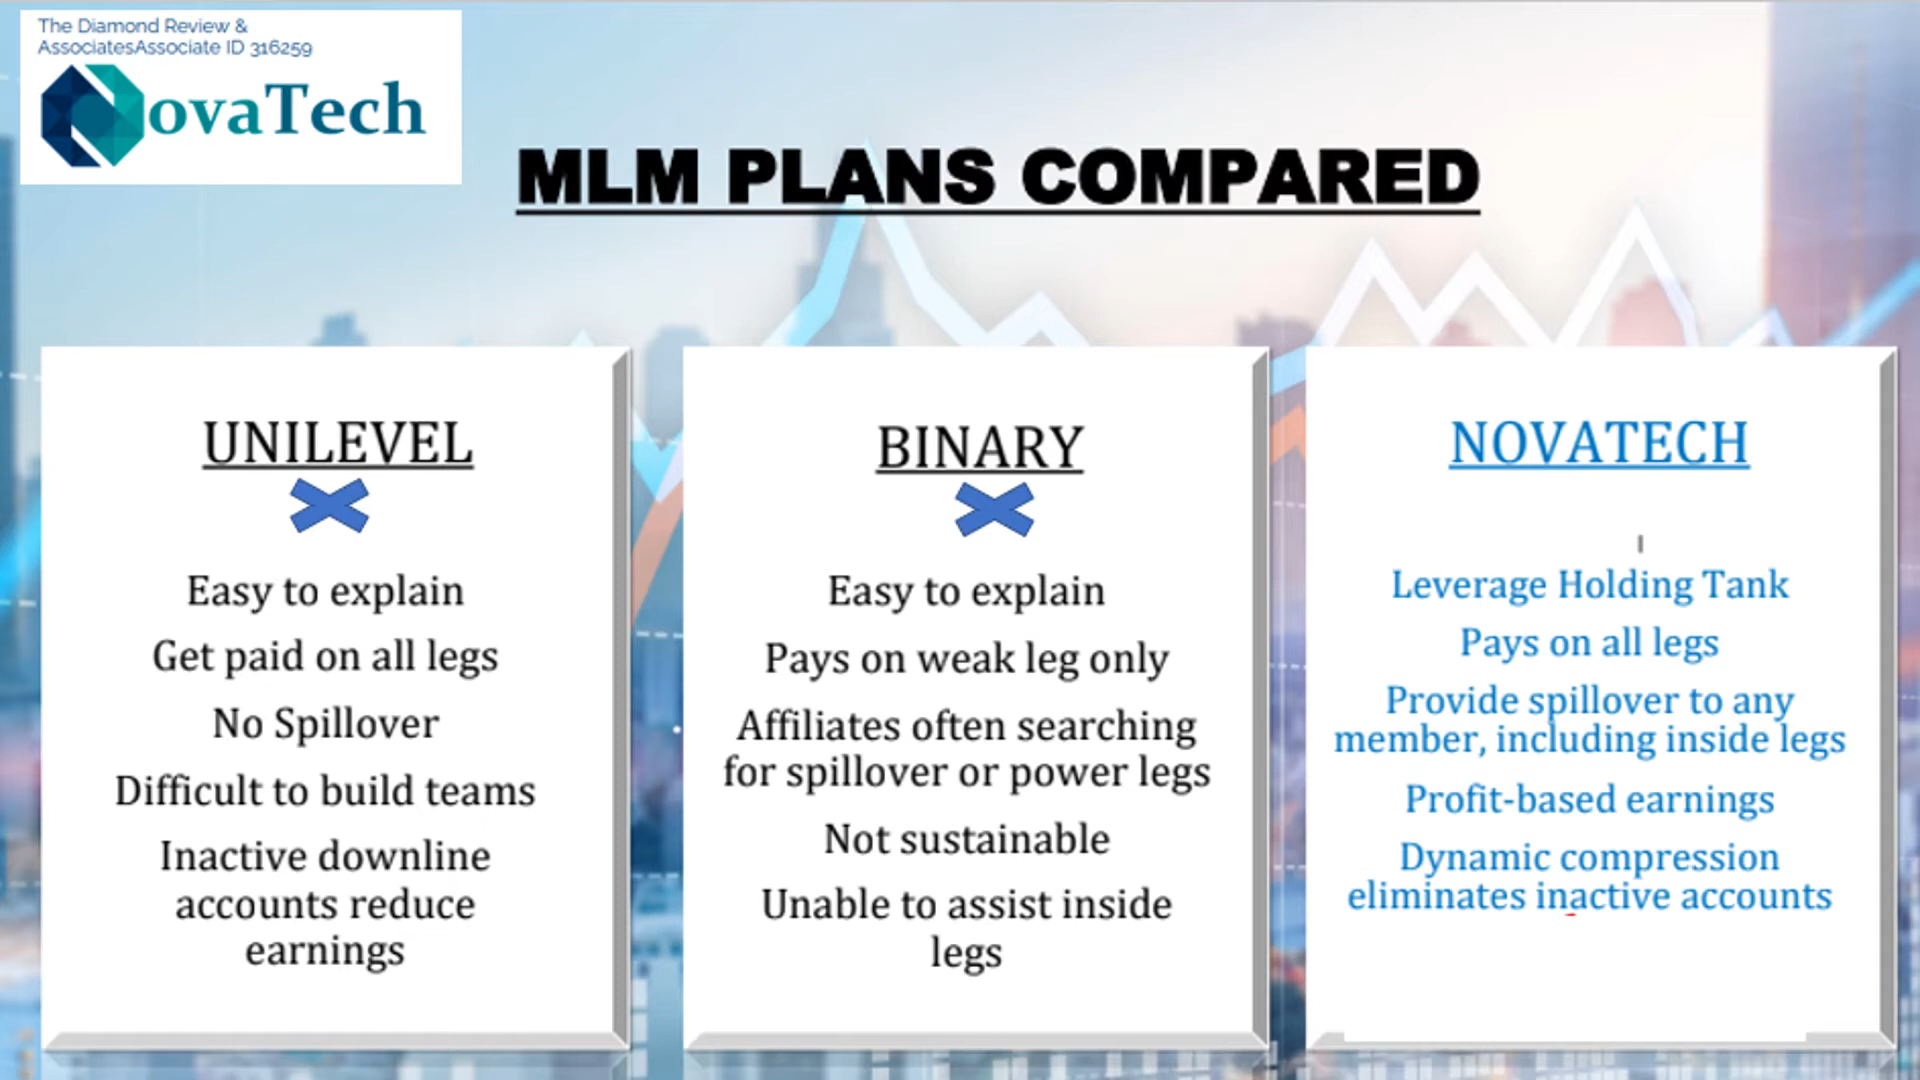 The Diamond Review &
AssociatesAssociate ID 316259
NovaTech
MLM PLANS COMPARED
UNILEVEL
Easy to explain
Get paid on all legs
No Spillover
Difficult to build teams
Inactive downline
accounts reduce
earnings
BINARY
Easy to explain
Pays on weak leg only
Affiliates often searching
for spillover or power legs
Not sustainable
Unable to assist inside
legs
NOVATECH
Leverage Holding Tank
Pays on all legs
Provide spillover to any
member, including inside legs
Profit-based earnings
Dynamic compression
eliminates inactive accounts